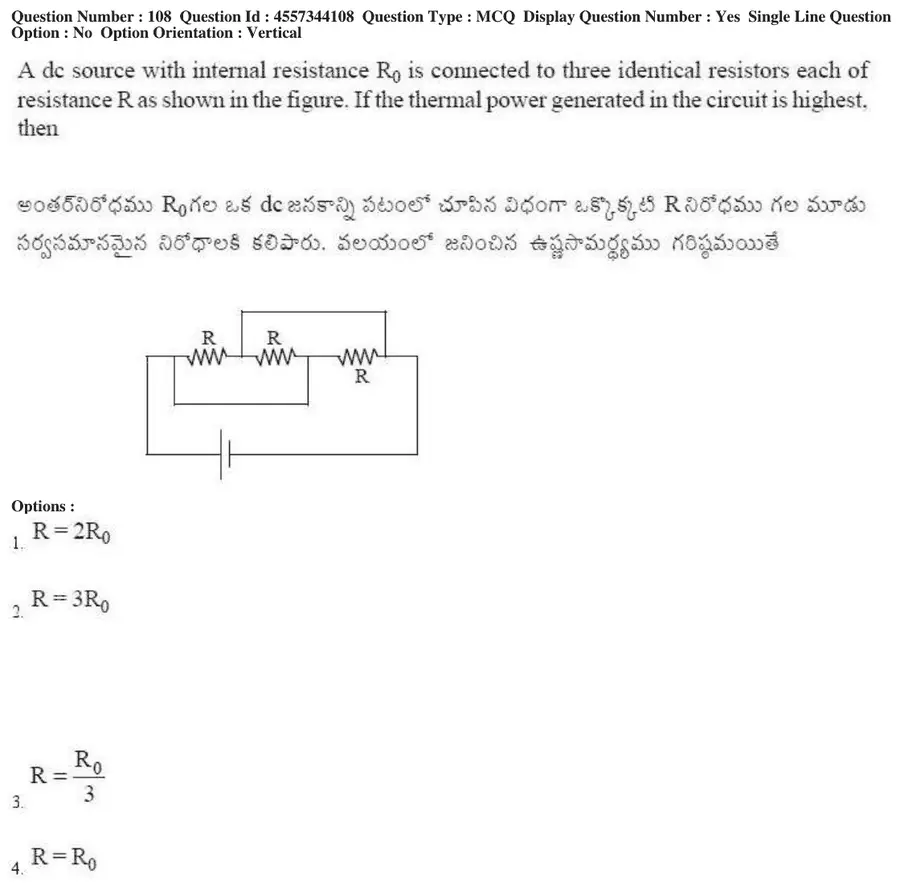 Question Number : 108 Question Id : 4557344108 Question Type : MCQ Display Question Number : Yes Single Line Question
Option : No Option Orientation : Vertical
A dc source with internal resistance R₀ is connected to three identical resistors each of
resistance R as shown in the figure. If the thermal power generated in the circuit is highest,
then
అంతర్‌నిరోధము R₀గల ఒక dc జనకాన్ని పటంలో చూపిన విధంగా ఒక్కొక్కటి R నిరోధము గల మూడు
సర్వసమానమైన నిరోధాలకి కలిపారు. వలయంలో జనించిన ఉష్ణసామర్థ్యము గరిష్ఠమయితే
R R
R
Options :
1. R = 2R₀
2. R = 3R₀
3. R = R₀/3
4. R = R₀